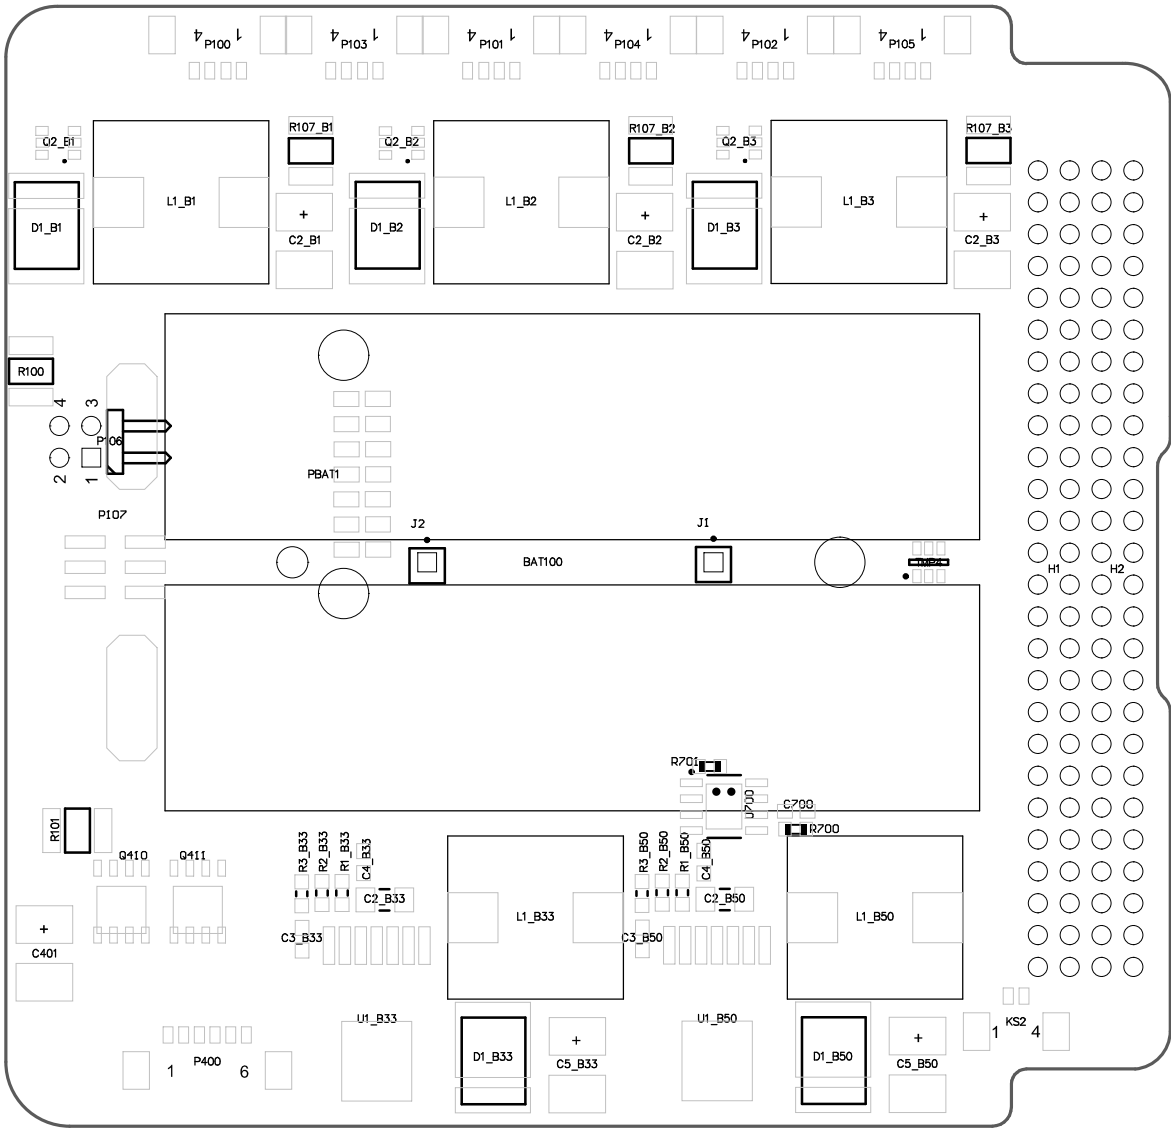 1 4
P100
1 4
P103
1 4
P101
1 4
P104
1 4
P102
1 4
P105
Q2_B1
R107_B1
Q2_B2
R107_B2
Q2_B3
R107_B3
D1_B1
L1_B1
C2_B1
D1_B2
L1_B2
C2_B2
D1_B3
L1_B3
C2_B3
R100
4 3
P106
2 1
PBAT1
P107
J2
J1
BAT100
TMP4
H1
H2
R701
U700
C700
R700
R101
Q410
Q411
R3_B33
R2_B33
R1_B33
C4_B33
R3_B50
R2_B50
R1_B50
C4_B50
C2_B33
C2_B50
L1_B33
L1_B50
C3_B33
C3_B50
C401
U1_B33
U1_B50
KS2
1 4
P400
1 6
D1_B33
C5_B33
D1_B50
C5_B50